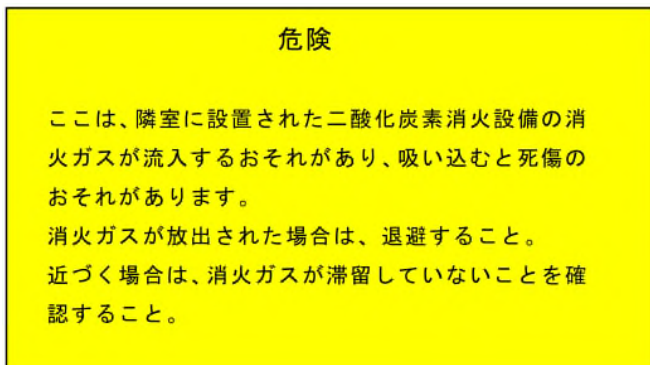 危険
ここは、隣室に設置された二酸化炭素消火設備の消
火ガスが流入するおそれがあり、吸い込むと死傷の
おそれがあります。
消火ガスが放出された場合は、退避すること。
近づく場合は、消火ガスが滞留していないことを確
認すること。